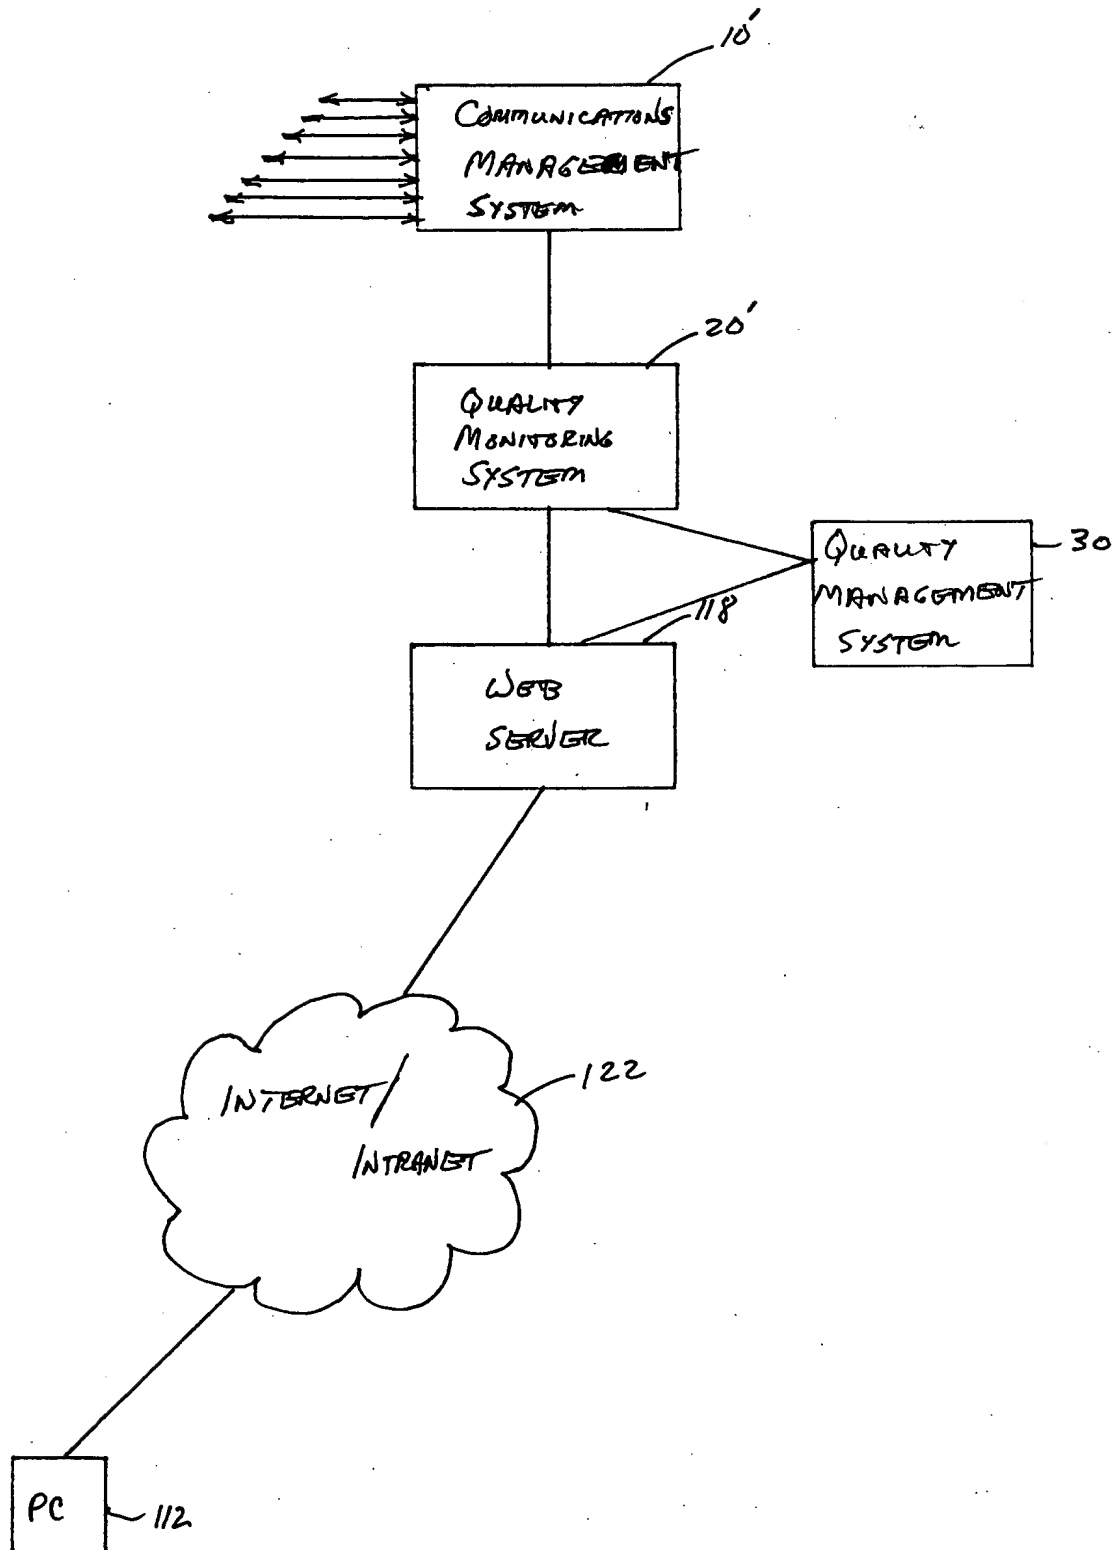 10'
COMMUNICATIONS
MANAGEMENT
SYSTEM
20'
QUALITY
MONITORING
SYSTEM
QUALITY
MANAGEMENT
SYSTEM
30
118
WEB
SERVER
INTERNET/
INTRANET
122
PC
112